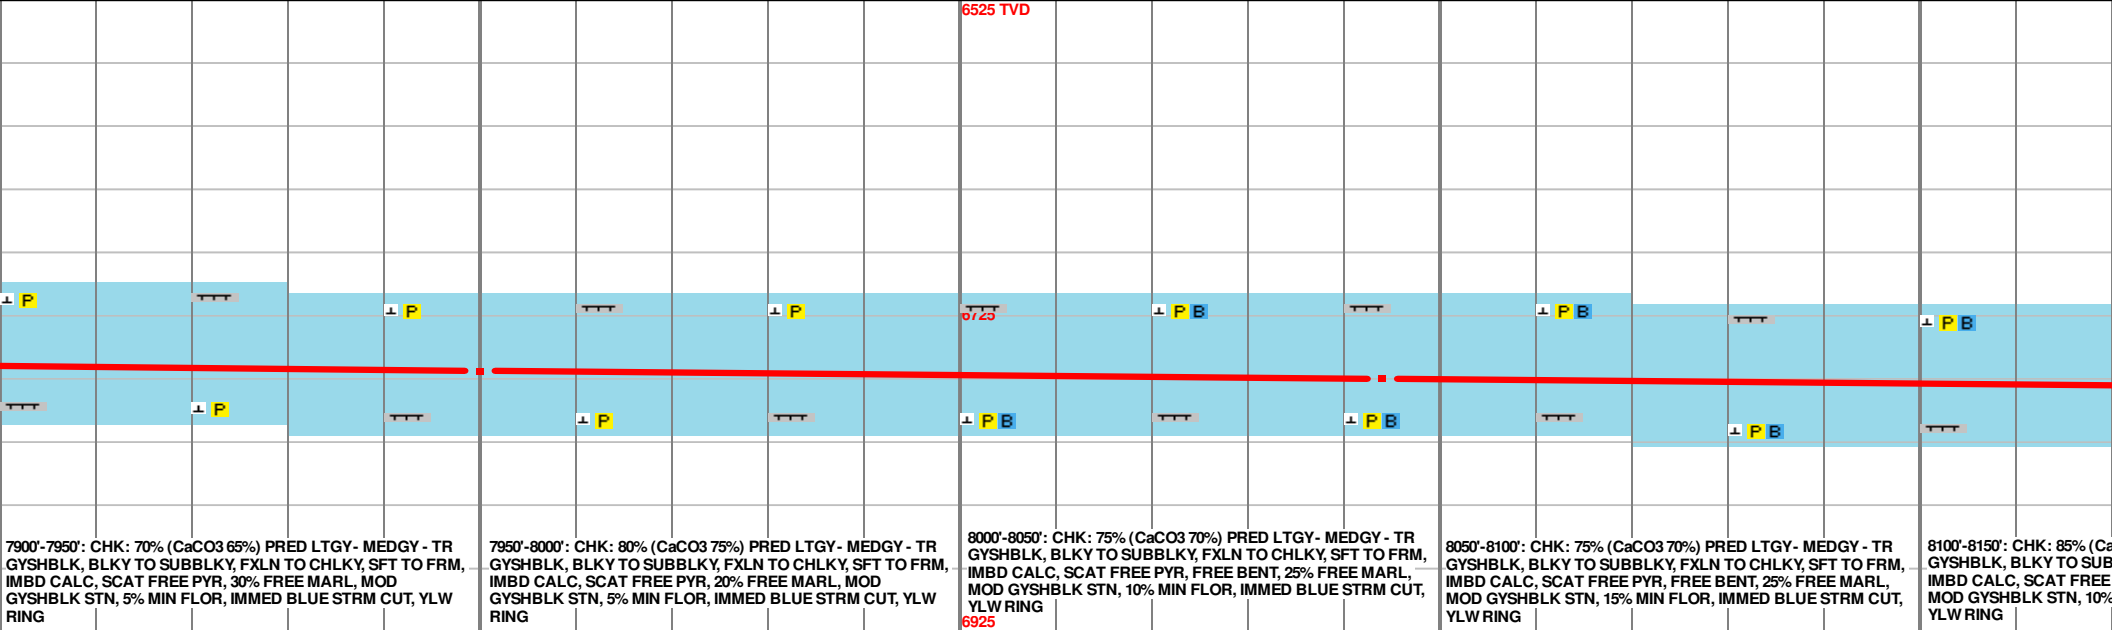 6525 TVD
P
P
P
P B
P B
P B
6725
P
P
P B
P B
P B
7900'-7950': CHK: 70% (CaCO3 65%) PRED LTGY- MEDGY - TR
GYSHBLK, BLKY TO SUBBLKY, FXLN TO CHLKY, SFT TO FRM,
IMBD CALC, SCAT FREE PYR, 30% FREE MARL, MOD
GYSHBLK STN, 5% MIN FLOR, IMMED BLUE STRM CUT, YLW
RING
7950'-8000': CHK: 80% (CaCO3 75%) PRED LTGY- MEDGY - TR
GYSHBLK, BLKY TO SUBBLKY, FXLN TO CHLKY, SFT TO FRM,
IMBD CALC, SCAT FREE PYR, 20% FREE MARL, MOD
GYSHBLK STN, 5% MIN FLOR, IMMED BLUE STRM CUT, YLW
RING
8000'-8050': CHK: 75% (CaCO3 70%) PRED LTGY- MEDGY - TR
GYSHBLK, BLKY TO SUBBLKY, FXLN TO CHLKY, SFT TO FRM,
IMBD CALC, SCAT FREE PYR, FREE BENT, 25% FREE MARL,
MOD GYSHBLK STN, 10% MIN FLOR, IMMED BLUE STRM CUT,
YLW RING
6925
8050'-8100': CHK: 75% (CaCO3 70%) PRED LTGY- MEDGY - TR
GYSHBLK, BLKY TO SUBBLKY, FXLN TO CHLKY, SFT TO FRM,
IMBD CALC, SCAT FREE PYR, FREE BENT, 25% FREE MARL,
MOD GYSHBLK STN, 15% MIN FLOR, IMMED BLUE STRM CUT,
YLW RING
8100'-8150': CHK: 85% (Ca
GYSHBLK, BLKY TO SUB
IMBD CALC, SCAT FREE
MOD GYSHBLK STN, 10%
YLW RING